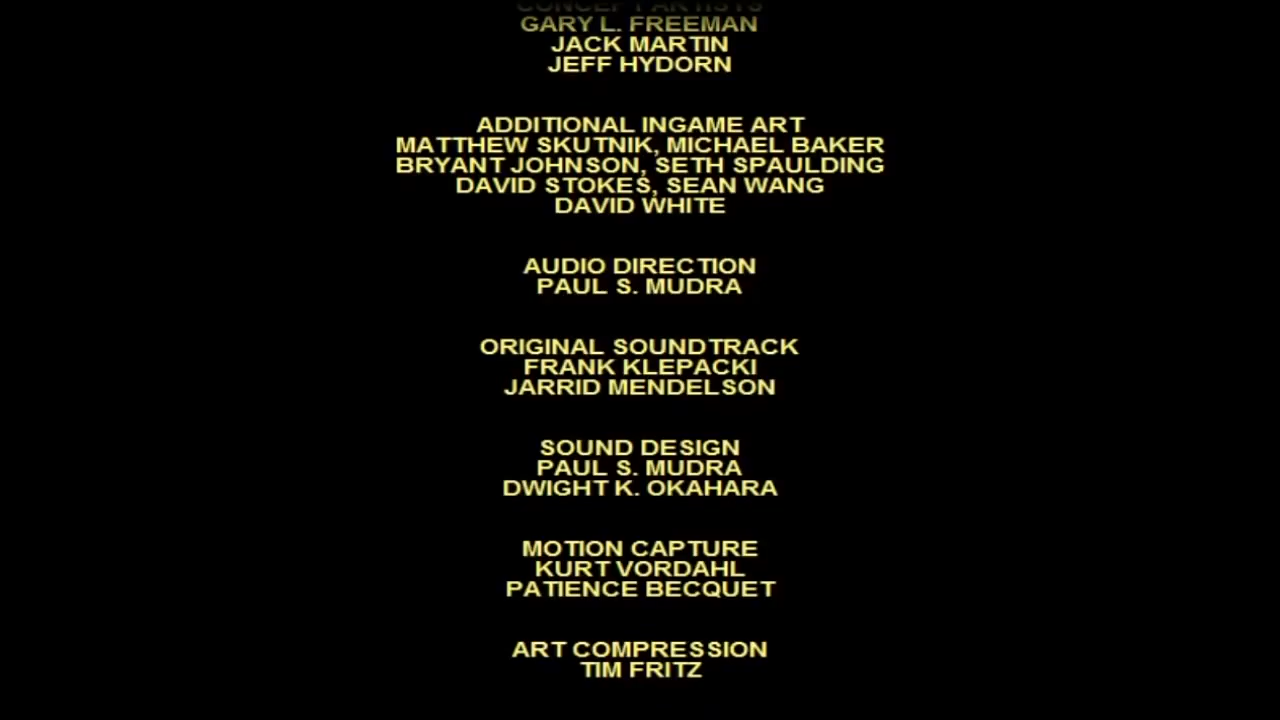 CONCEPT ARTISTS
GARY L. FREEMAN
JACK MARTIN
JEFF HYDORN
ADDITIONAL INGAME ART
MATTHEW SKUTNIK, MICHAEL BAKER
BRYANT JOHNSON, SETH SPAULDING
DAVID STOKES, SEAN WANG
DAVID WHITE
AUDIO DIRECTION
PAUL S. MUDRA
ORIGINAL SOUNDTRACK
FRANK KLEPACKI
JARRID MENDELSON
SOUND DESIGN
PAUL S. MUDRA
DWIGHT K. OKAHARA
MOTION CAPTURE
KURT VORDAHL
PATIENCE BECQUET
ART COMPRESSION
TIM FRITZ